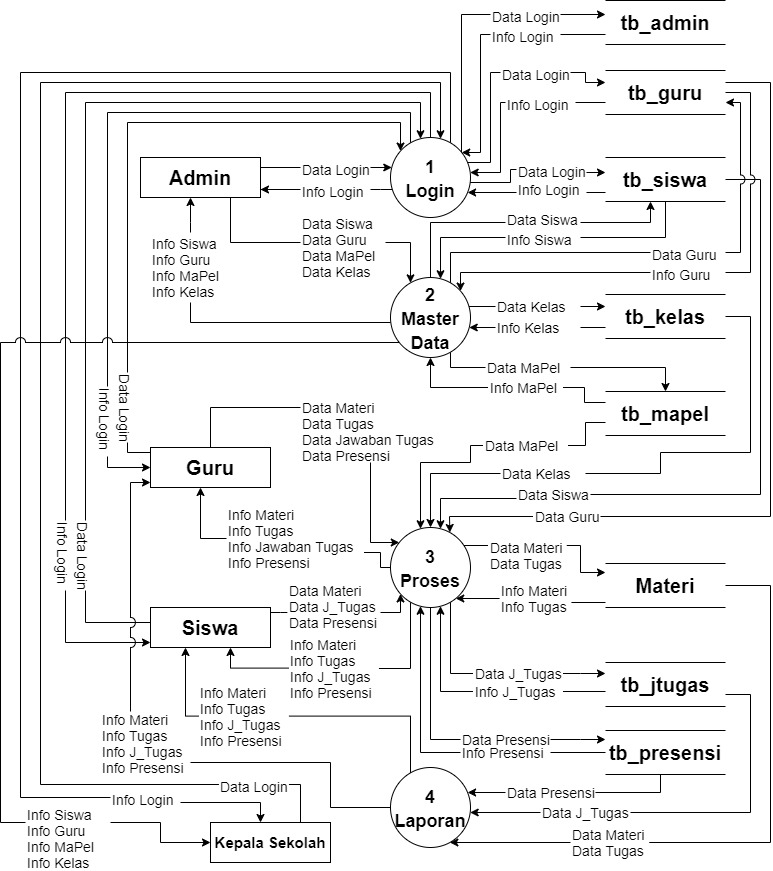 Data Login
Info Login
tb_admin
Data Login
Info Login
tb_guru
1
Login
Admin
Data Login
Info Login
Data Login
Info Login
tb_siswa
Data Siswa
Info Siswa
Data Siswa
Data Guru
Data MaPel
Data Kelas
Info Siswa
Info Guru
Info MaPel
Info Kelas
Data Guru
Info Guru
2
Master
Data
Data Kelas
Info Kelas
tb_kelas
Data MaPel
Info MaPel
tb_mapel
Data Login
Info Login
Data Materi
Data Tugas
Data Jawaban Tugas
Data Presensi
Data MaPel
Data Kelas
Data Siswa
Data Guru
Guru
Info Materi
Info Tugas
Info Jawaban Tugas
Info Presensi
Info Login
Data Login
3
Proses
Data Materi
Data Tugas
Info Materi
Info Tugas
Materi
Siswa
Data Materi
Data J_Tugas
Data Presensi
Info Materi
Info Tugas
Info J_Tugas
Info Presensi
Data J_Tugas
Info J_Tugas
tb_jtugas
Info Materi
Info Tugas
Info J_Tugas
Info Presensi
Info Materi
Info Tugas
Info J_Tugas
Info Presensi
Data Presensi
Info Presensi
tb_presensi
4
Laporan
Data Presensi
Data J_Tugas
Data Materi
Data Tugas
Data Login
Info Login
Info Siswa
Info Guru
Info MaPel
Info Kelas
Kepala Sekolah